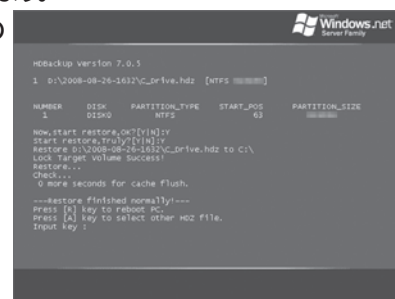 Microsoft
Windows.net
Server Family
HDBackup Version 7.0.5
1 D:\2008-08-26-1632\C_Drive.hdz [NTFS ]
NUMBER DISK PARTITION_TYPE START_POS PARTITION_SIZE
1 DISK0 NTFS 63
Now,start restore,OK?[Y|N]:Y
Start restore,Truly?[Y|N]:Y
Restore D:\2008-08-26-1632\C_Drive.hdz to C:\
Lock Target Volume Success!
Restore...
Check...
0 more seconds for cache flush.
---Restore finished normally!---
Press [R] key to reboot PC.
Press [A] key to select other HDZ file.
Input key :